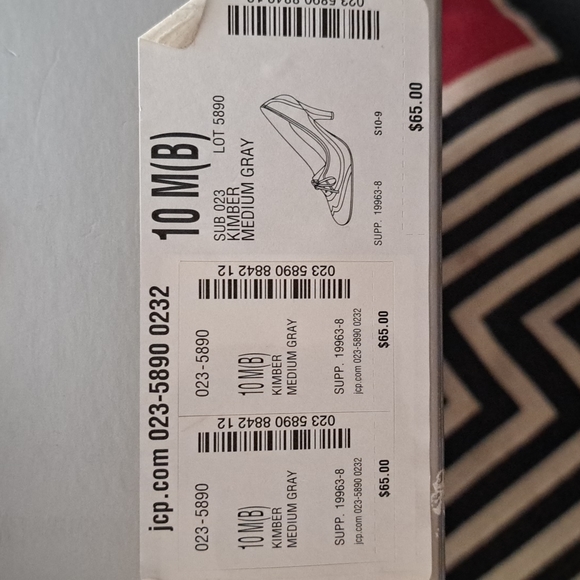 jcp.com 023-5890 0232
10 M(B)
SUB 023 LOT 5890
KIMBER
MEDIUM GRAY
SUPP. 19963-8 S10-9
$65.00
023 5890 8842 12
023-5890
10 M(B)
KIMBER
MEDIUM GRAY
SUPP. 19963-8
jcp.com 023-5890 0232
$65.00
023 5890 8842 12
023-5890
10 M(B)
KIMBER
MEDIUM GRAY
SUPP. 19963-8
jcp.com 023-5890 0232
$65.00
023 5890 8842 12